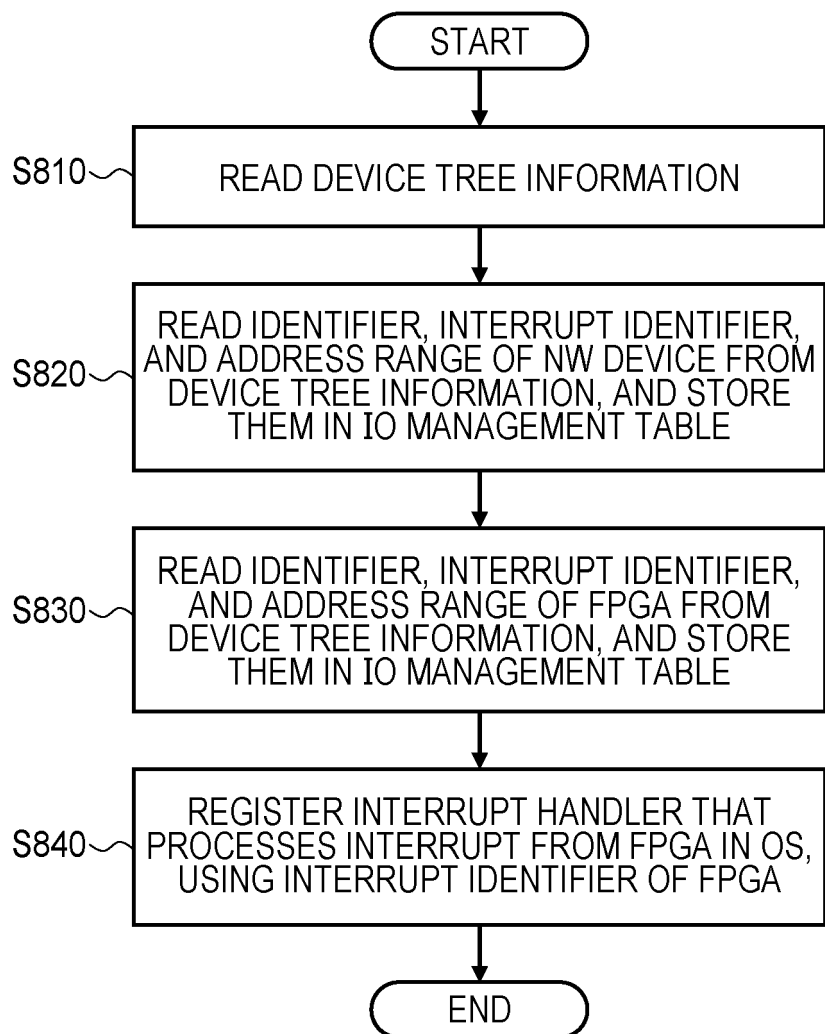 START
S810
READ DEVICE TREE INFORMATION
S820
READ IDENTIFIER, INTERRUPT IDENTIFIER,
AND ADDRESS RANGE OF NW DEVICE FROM
DEVICE TREE INFORMATION, AND STORE
THEM IN IO MANAGEMENT TABLE
S830
READ IDENTIFIER, INTERRUPT IDENTIFIER,
AND ADDRESS RANGE OF FPGA FROM
DEVICE TREE INFORMATION, AND STORE
THEM IN IO MANAGEMENT TABLE
S840
REGISTER INTERRUPT HANDLER THAT
PROCESSES INTERRUPT FROM FPGA IN OS,
USING INTERRUPT IDENTIFIER OF FPGA
END